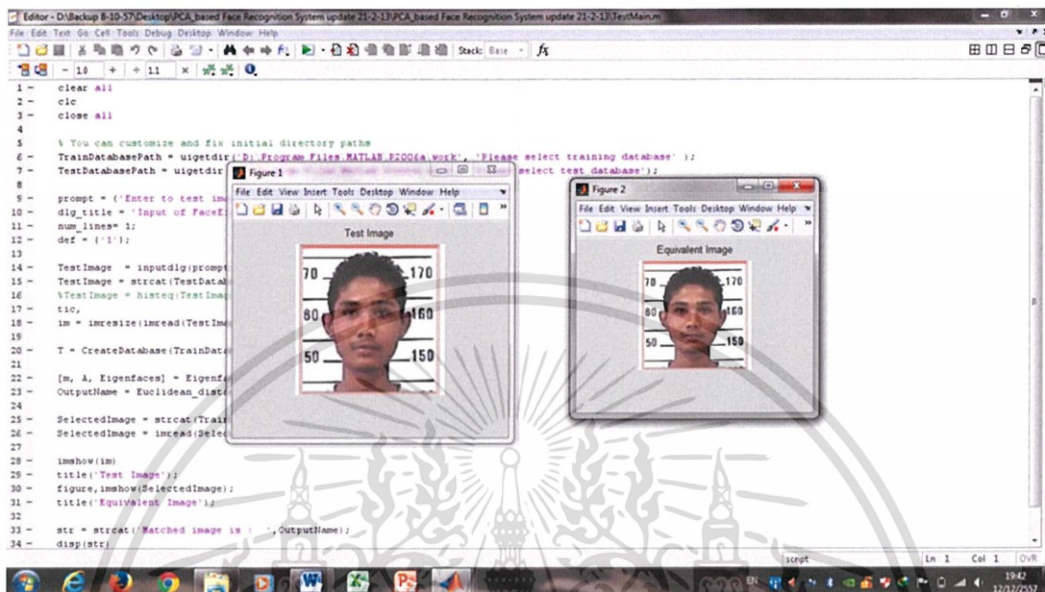 Editor - D:\Backup 8-10-57\Desktop\PCA_based Face Recognition System update 21-2-13\PCA_based Face Recognition System update 21-2-13\TestMain.m
File Edit Text Go Cell Tools Debug Desktop Window Help
Stack: Base
- 1.0 + ÷ 1.1 ×
1 - clear all
2 - clc
3 - close all
4
5 % You can customize and fix initial directory paths
6 - TrainDatabasePath = uigetdir('D:\Program Files\MATLAB\R2006a\work', 'Please select training database' );
7 - TestDatabasePath = uigetdir select test database');
8
9 - prompt = {'Enter to test im
10 - dlg_title = 'Input of Face
11 - num_lines= 1;
12 - def = {'1'};
13
14 - TestImage = inputdlg(prompt
15 - TestImage = strcat(TestDatab
16 %TestImage = histeq(TestImag
17 - tic,
18 - im = imresize(imread(TestIma
19
20 - T = CreateDatabase(TrainData
21
22 - [m, A, Eigenfaces] = Eigenf
23 - OutputName = Euclidean_dista
24
25 - SelectedImage = strcat(Train
26 - SelectedImage = imread(Selec
27
28 - imshow(im)
29 - title('Test Image');
30 - figure,imshow(SelectedImage);
31 - title('Equivalent Image');
32
33 - str = strcat('Matched image is : ',OutputName);
34 - disp(str)
Figure 1
File Edit View Insert Tools Desktop Window Help
Test Image
70 170
60 160
50 150
Figure 2
File Edit View Insert Tools Desktop Window Help
Equivalent Image
70 170
60 160
50 150
script Ln 1 Col 1 OVR
EN 19:42
12/12/2557